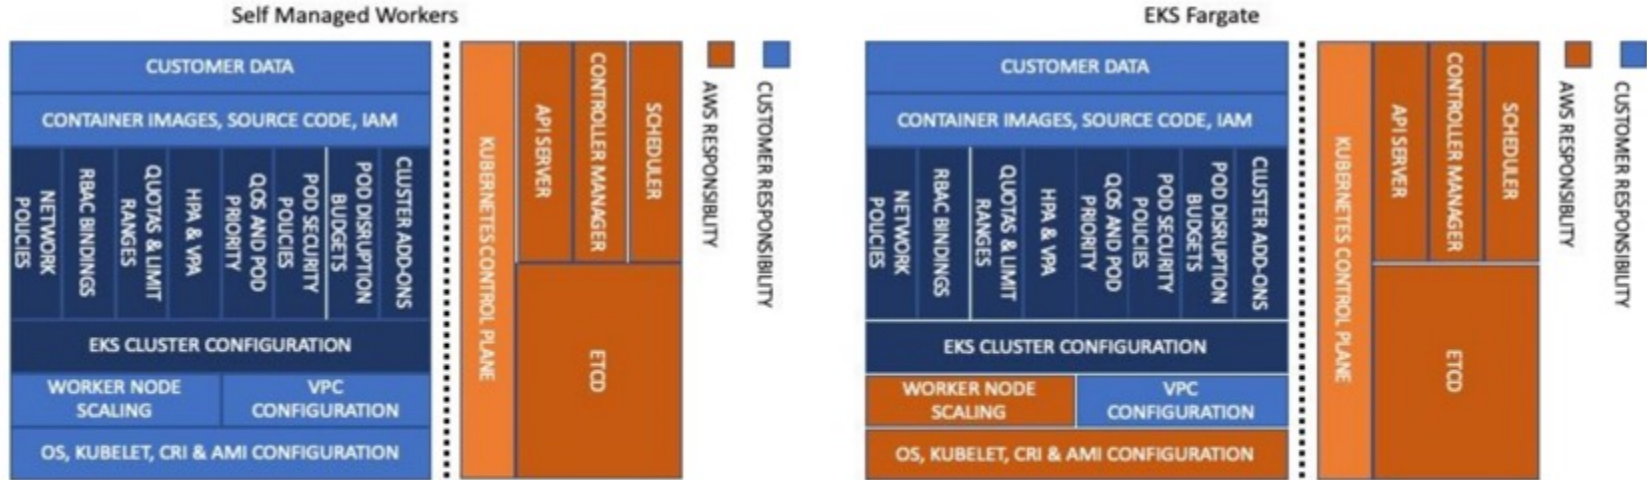 Self Managed Workers
CUSTOMER DATA
CONTAINER IMAGES, SOURCE CODE, IAM
NETWORK
POLICIES
RBAC BINDINGS
QUOTAS & LIMIT
RANGES
HPA & VPA
QOS AND POD
PRIORITY
POD SECURITY
POLICIES
POD DISRUPTION
BUDGETS
CLUSTER ADD-ONS
EKS CLUSTER CONFIGURATION
WORKER NODE
SCALING
VPC
CONFIGURATION
OS, KUBELET, CRI & AMI CONFIGURATION
KUBERNETES CONTROL PLANE
API SERVER
CONTROLLER MANAGER
SCHEDULER
ETCD
AWS RESPONSIBLITY
CUSTOMER RESPONSIBILITY
EKS Fargate
CUSTOMER DATA
CONTAINER IMAGES, SOURCE CODE, IAM
NETWORK
POLICIES
RBAC BINDINGS
QUOTAS & LIMIT
RANGES
HPA & VPA
QOS AND POD
PRIORITY
POD SECURITY
POLICIES
POD DISRUPTION
BUDGETS
CLUSTER ADD-ONS
EKS CLUSTER CONFIGURATION
WORKER NODE
SCALING
VPC
CONFIGURATION
OS, KUBELET, CRI & AMI CONFIGURATION
KUBERNETES CONTROL PLANE
API SERVER
CONTROLLER MANAGER
SCHEDULER
ETCD
AWS RESPONSIBLITY
CUSTOMER RESPONSIBILITY